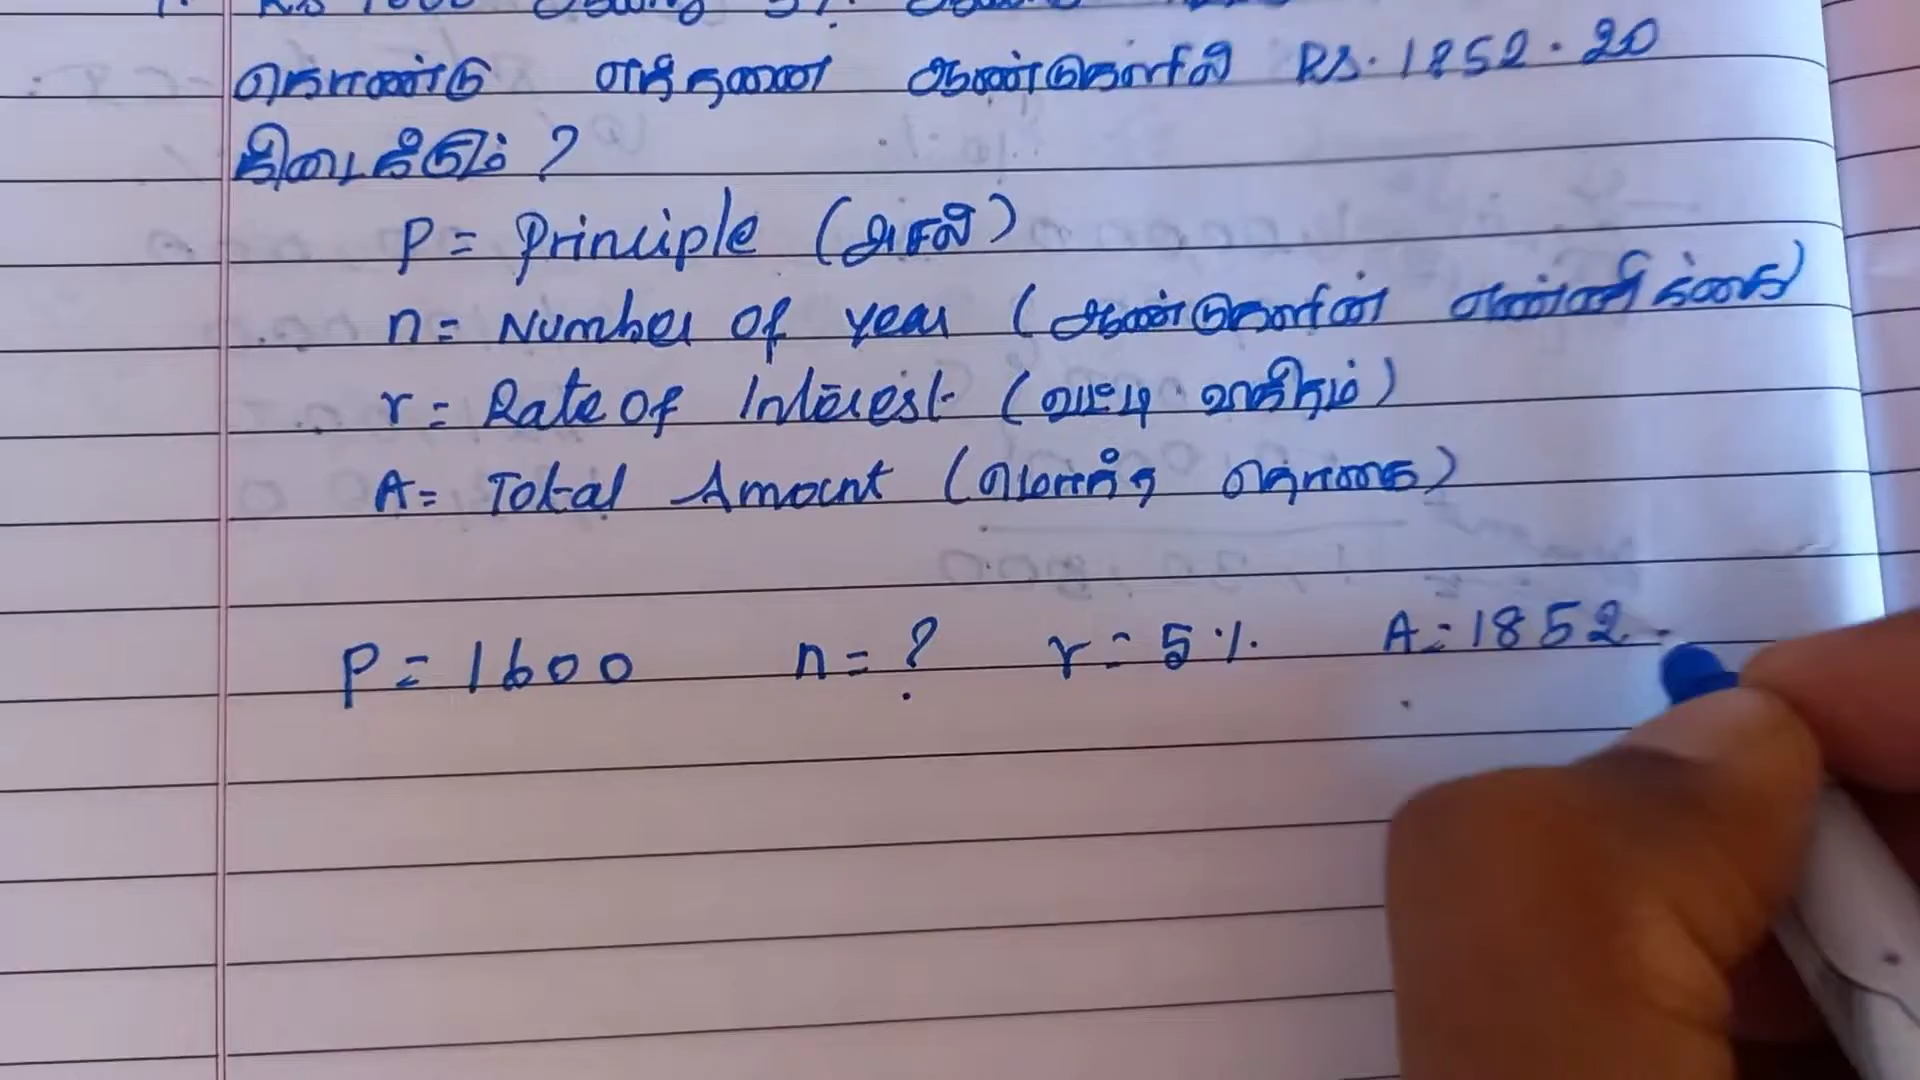 கொண்டு எத்தனை ஆண்டுகளில் RS. 1852.20
கிடைக்கும் ?
P = Principle (அசல்)
n = Number of year (ஆண்டுகளின் எண்ணிக்கை)
r = Rate of Interest (வட்டி வாகிதம்)
A = Total Amount (மொத்த தொகை)
P = 1600 n = ? r = 5 % A = 1852.